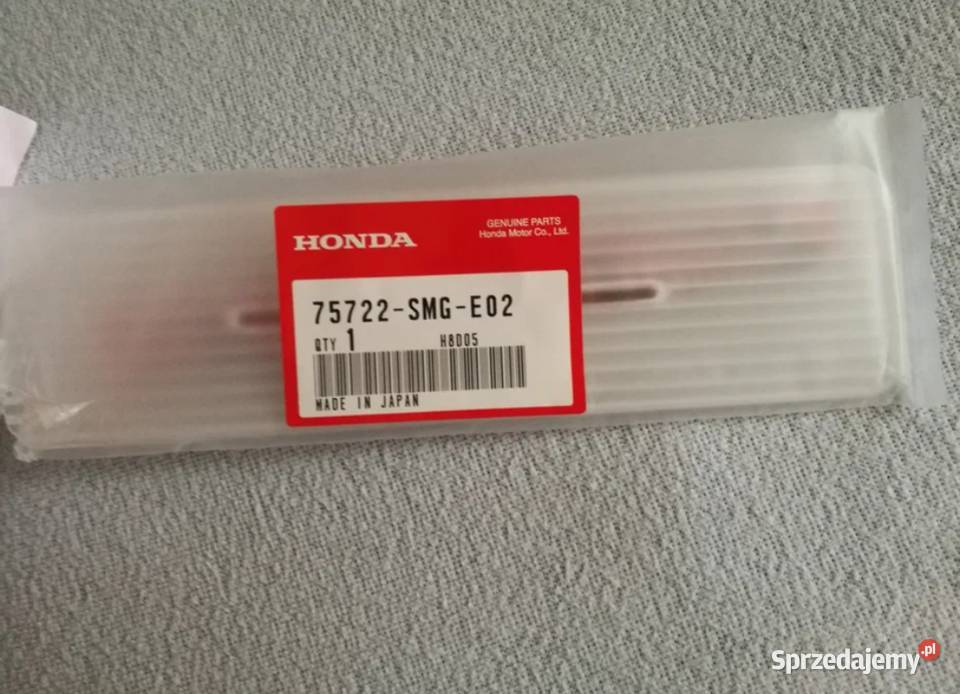 HONDA
GENUINE PARTS
Honda Motor Co., Ltd.
75722-SMG-E02
QTY 1 H8D05
MADE IN JAPAN
Sprzedajemy.pl